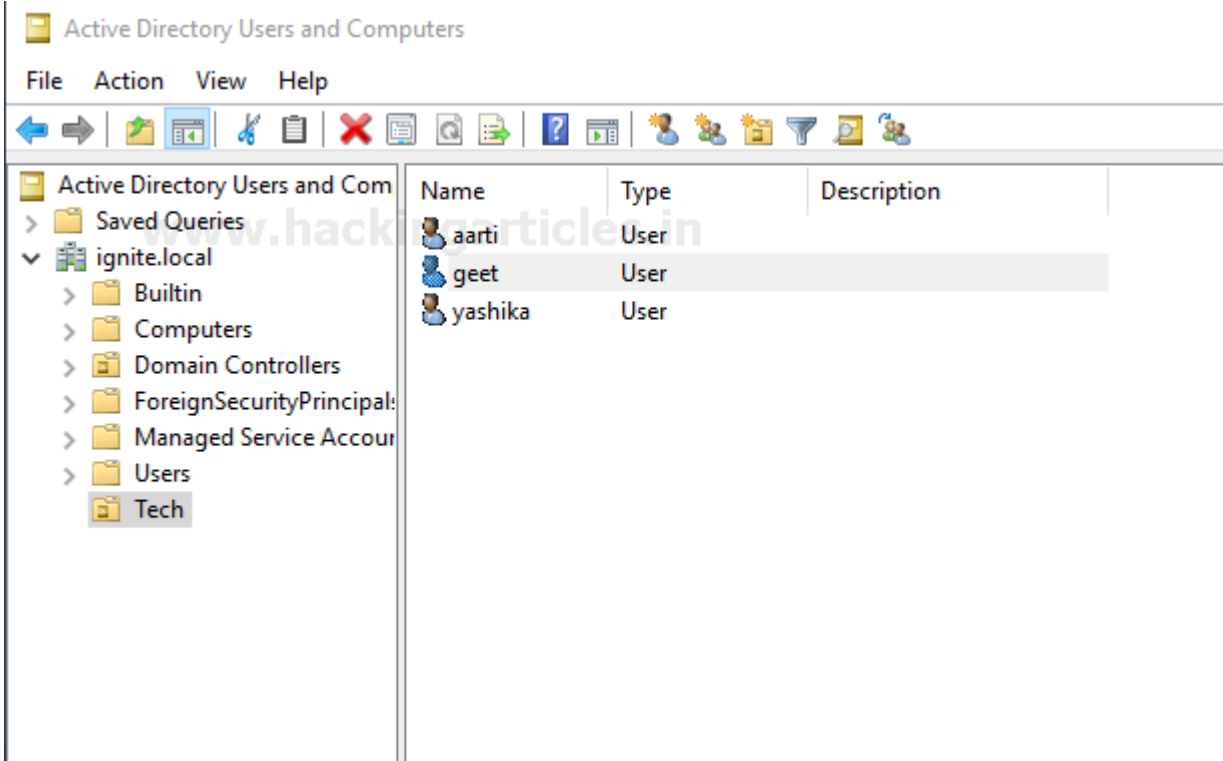 Active Directory Users and Computers
File Action View Help
Active Directory Users and Com
Saved Queries
ignite.local
Builtin
Computers
Domain Controllers
ForeignSecurityPrincipals
Managed Service Accour
Users
Tech
Name Type Description
aarti User
geet User
yashika User
www.hackingarticles.in